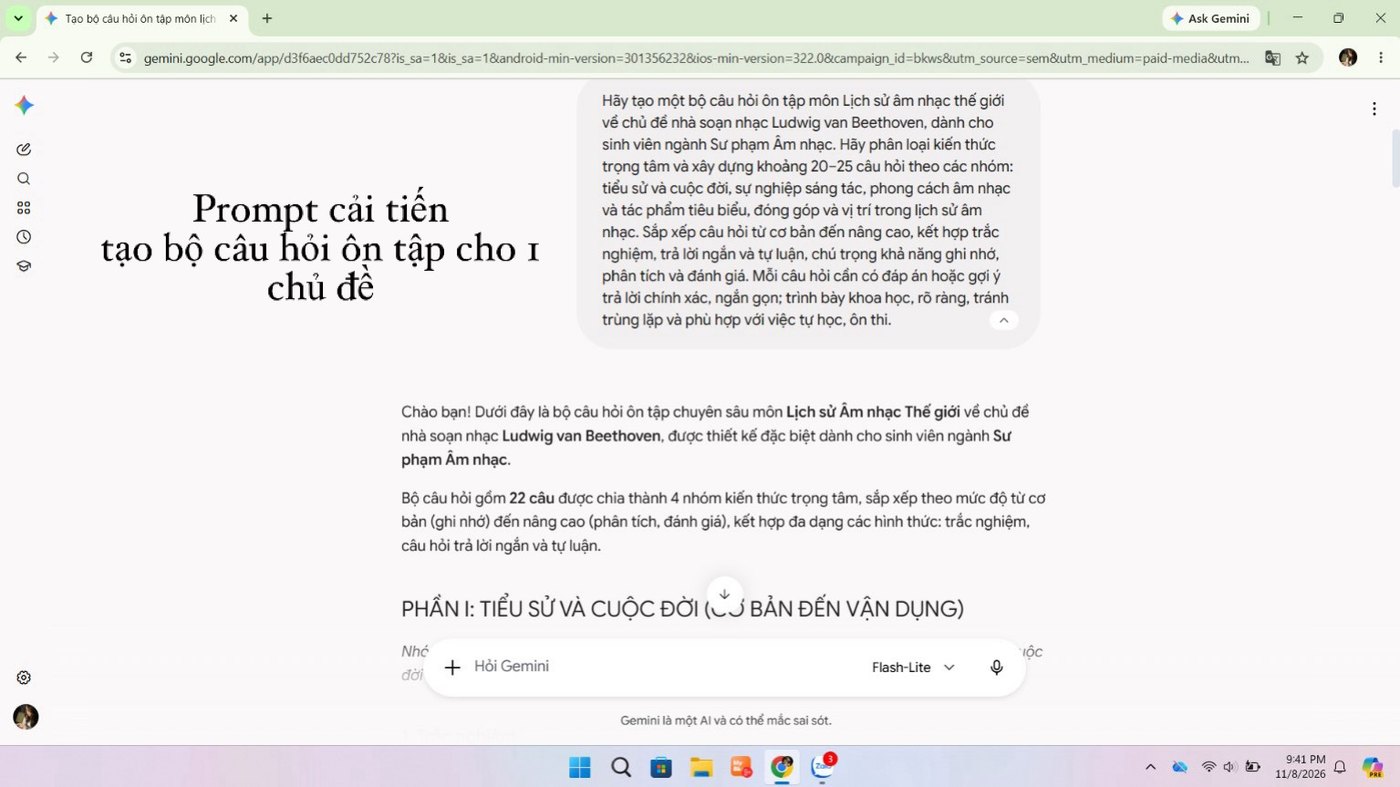 Tạo bộ câu hỏi ôn tập môn lịch
Ask Gemini
gemini.google.com/app/d3f6aec0dd752c78?is_sa=1&is_sa=1&android-min-version=301356232&ios-min-version=322.0&campaign_id=bkws&utm_source=sem&utm_medium=paid-media&utm...
Hãy tạo một bộ câu hỏi ôn tập môn Lịch sử âm nhạc thế giới
về chủ đề nhà soạn nhạc Ludwig van Beethoven, dành cho
sinh viên ngành Sư phạm Âm nhạc. Hãy phân loại kiến thức
trọng tâm và xây dựng khoảng 20–25 câu hỏi theo các nhóm:
tiểu sử và cuộc đời, sự nghiệp sáng tác, phong cách âm nhạc
và tác phẩm tiêu biểu, đóng góp và vị trí trong lịch sử âm
nhạc. Sắp xếp câu hỏi từ cơ bản đến nâng cao, kết hợp trắc
nghiệm, trả lời ngắn và tự luận, chú trọng khả năng ghi nhớ,
phân tích và đánh giá. Mỗi câu hỏi cần có đáp án hoặc gợi ý
trả lời chính xác, ngắn gọn; trình bày khoa học, rõ ràng, tránh
trùng lặp và phù hợp với việc tự học, ôn thi.
Prompt cải tiến
tạo bộ câu hỏi ôn tập cho 1
chủ đề
Chào bạn! Dưới đây là bộ câu hỏi ôn tập chuyên sâu môn Lịch sử Âm nhạc Thế giới về chủ đề
nhà soạn nhạc Ludwig van Beethoven, được thiết kế đặc biệt dành cho sinh viên ngành Sư
phạm Âm nhạc.
Bộ câu hỏi gồm 22 câu được chia thành 4 nhóm kiến thức trọng tâm, sắp xếp theo mức độ từ cơ
bản (ghi nhớ) đến nâng cao (phân tích, đánh giá), kết hợp đa dạng các hình thức: trắc nghiệm,
câu hỏi trả lời ngắn và tự luận.
PHẦN I: TIỂU SỬ VÀ CUỘC ĐỜI (CƠ BẢN ĐẾN VẬN DỤNG)
Hỏi Gemini
Flash-Lite
Gemini là một AI và có thể mắc sai sót.
Zalo
3
9:41 PM
11/8/2026
PRE